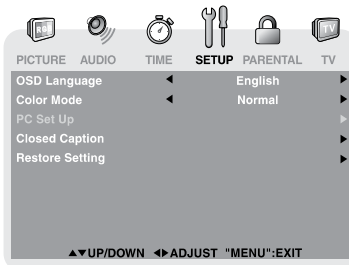 PICTURE AUDIO TIME SETUP PARENTAL TV
OSD Language ◀ English ▶
Color Mode ◀ Normal ▶
PC Set Up ▶
Closed Caption ▶
Restore Setting ▶
▲▼UP/DOWN ◀▶ADJUST "MENU":EXIT